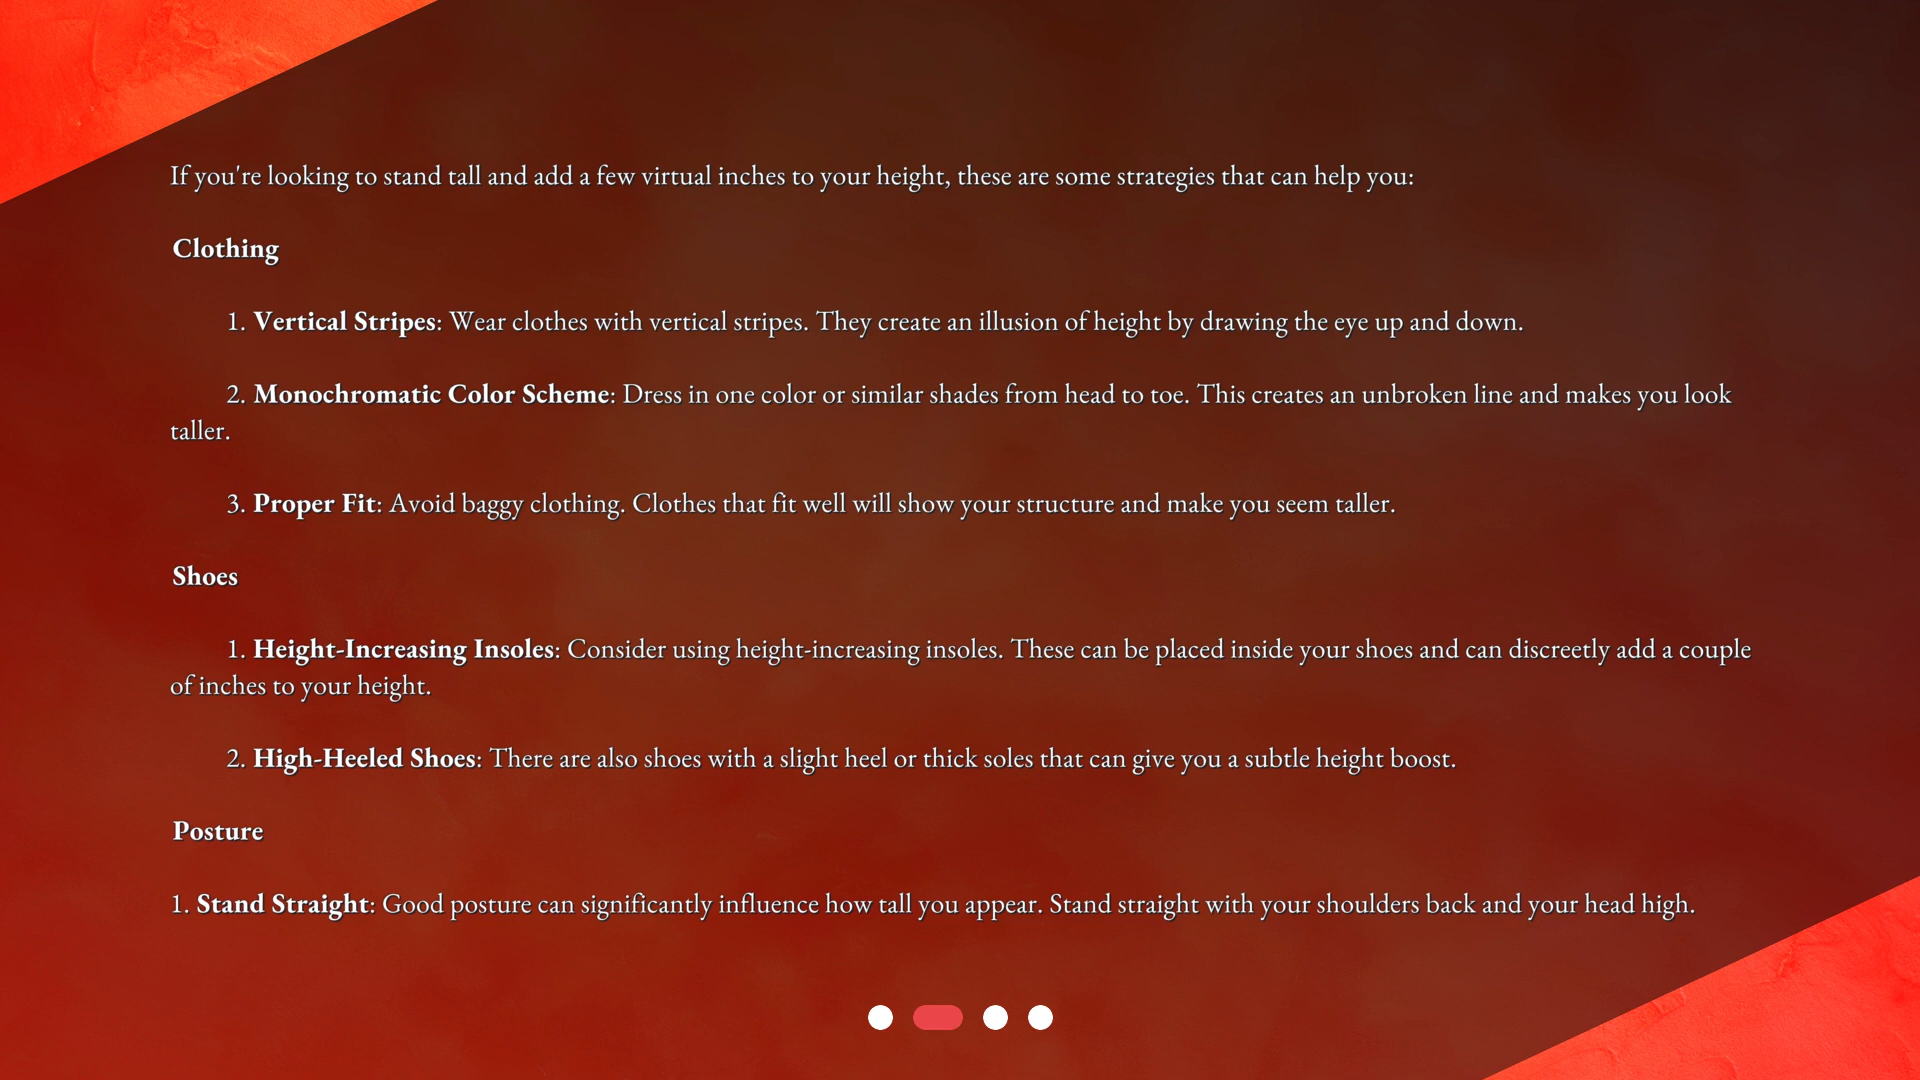 If you're looking to stand tall and add a few virtual inches to your height, these are some strategies that can help you:
Clothing
1. Vertical Stripes: Wear clothes with vertical stripes. They create an illusion of height by drawing the eye up and down.
2. Monochromatic Color Scheme: Dress in one color or similar shades from head to toe. This creates an unbroken line and makes you look
taller.
3. Proper Fit: Avoid baggy clothing. Clothes that fit well will show your structure and make you seem taller.
Shoes
1. Height-Increasing Insoles: Consider using height-increasing insoles. These can be placed inside your shoes and can discreetly add a couple
of inches to your height.
2. High-Heeled Shoes: There are also shoes with a slight heel or thick soles that can give you a subtle height boost.
Posture
1. Stand Straight: Good posture can significantly influence how tall you appear. Stand straight with your shoulders back and your head high.